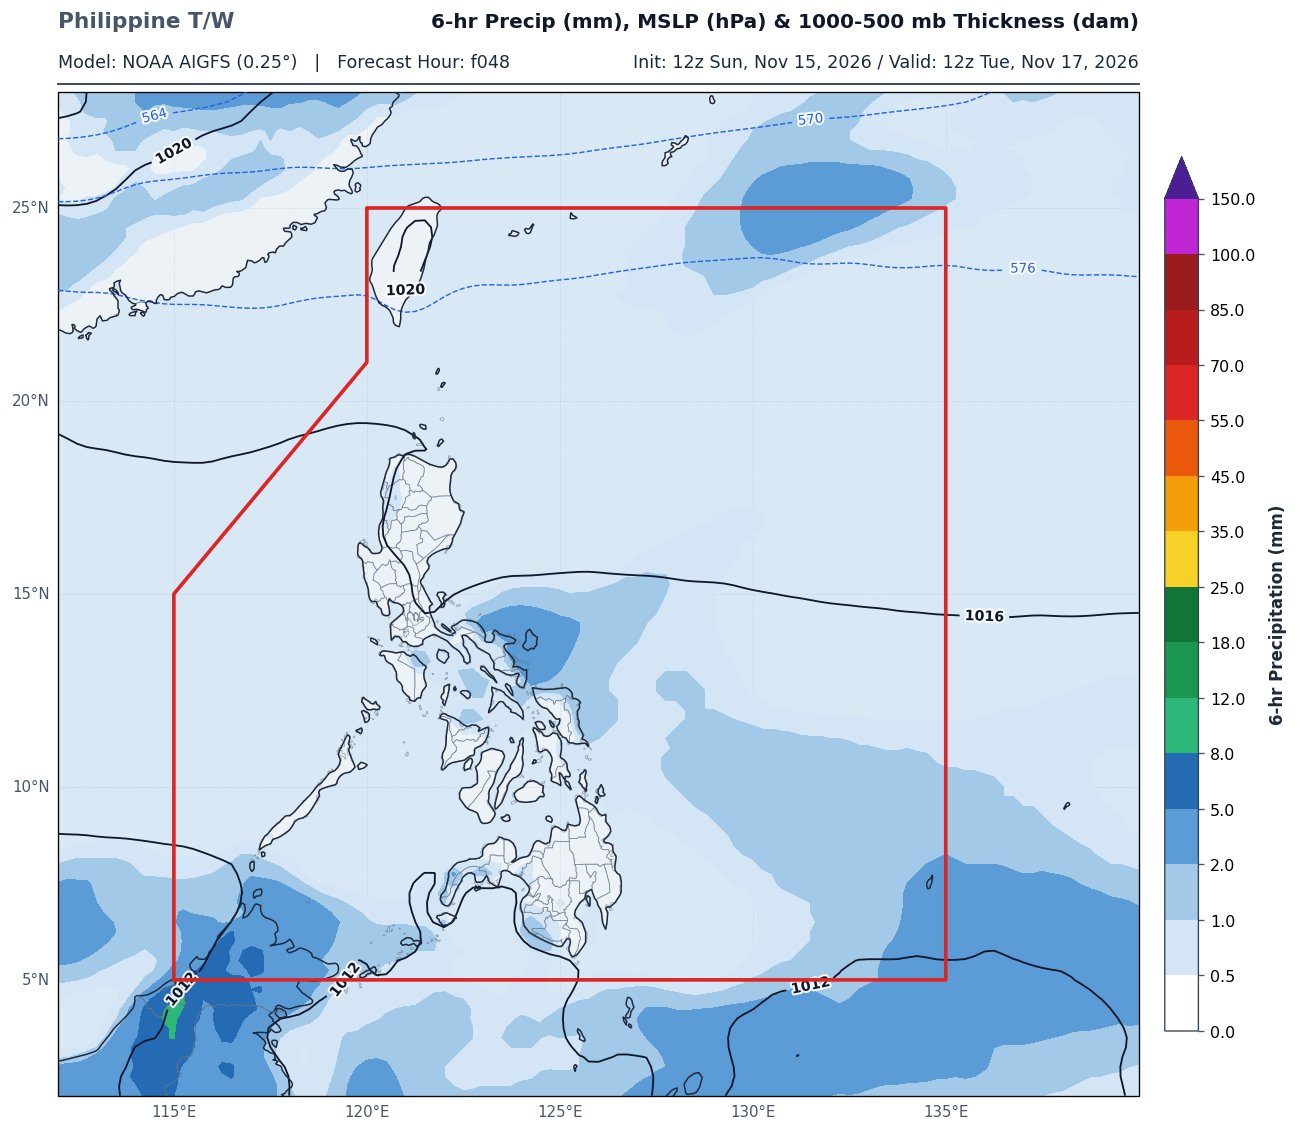 Philippine T/W
6-hr Precip (mm), MSLP (hPa) & 1000-500 mb Thickness (dam)
Model: NOAA AIGFS (0.25°) | Forecast Hour: f048
Init: 12z Sun, Nov 15, 2026 / Valid: 12z Tue, Nov 17, 2026
564
570
1020
25°N
576
1020
20°N
15°N
1016
10°N
5°N
1012
1012
1012
115°E
120°E
125°E
130°E
135°E
150.0
100.0
85.0
70.0
55.0
45.0
35.0
25.0
18.0
12.0
8.0
5.0
2.0
1.0
0.5
0.0
6-hr Precipitation (mm)